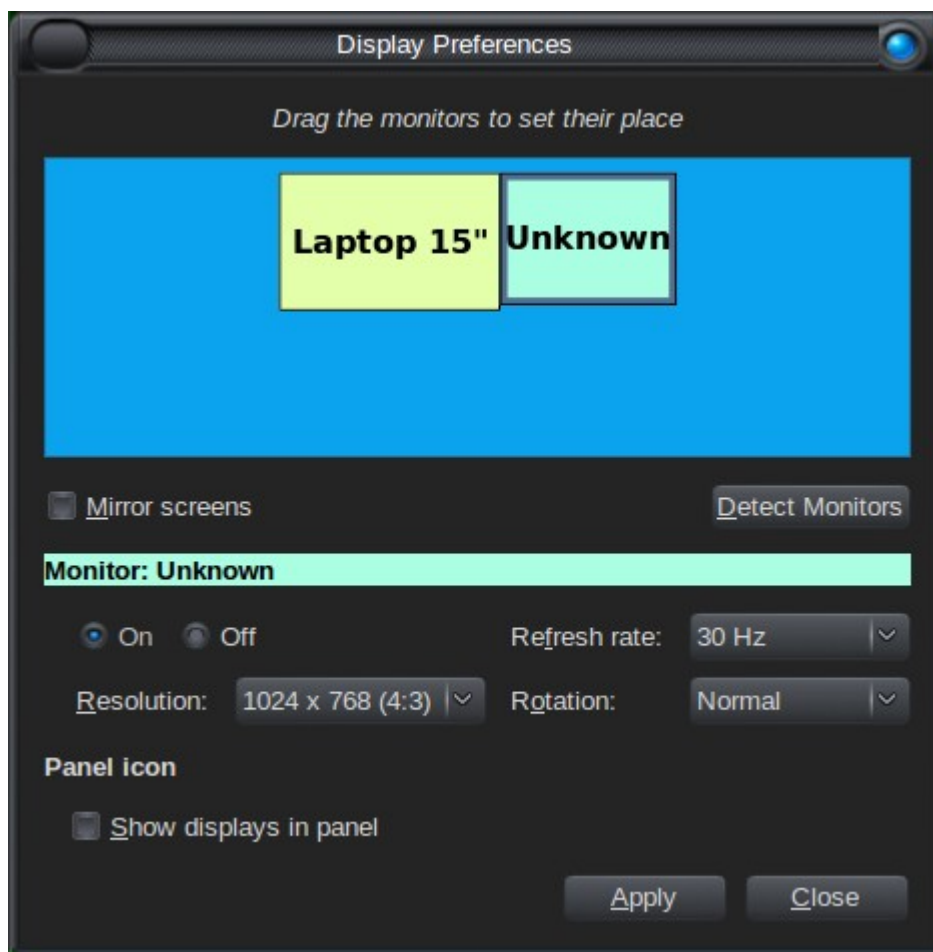 Display Preferences
Drag the monitors to set their place
Laptop 15" Unknown
Mirror screens Detect Monitors
Monitor: Unknown
On Off Refresh rate: 30 Hz
Resolution: 1024 x 768 (4:3) Rotation: Normal
Panel icon
Show displays in panel
Apply Close